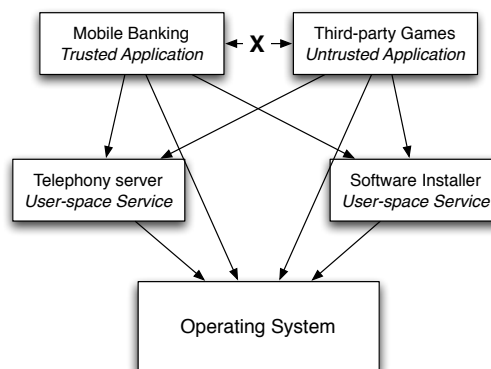 Mobile Banking
Trusted Application
X
Third-party Games
Untrusted Application
Telephony server
User-space Service
Software Installer
User-space Service
Operating System